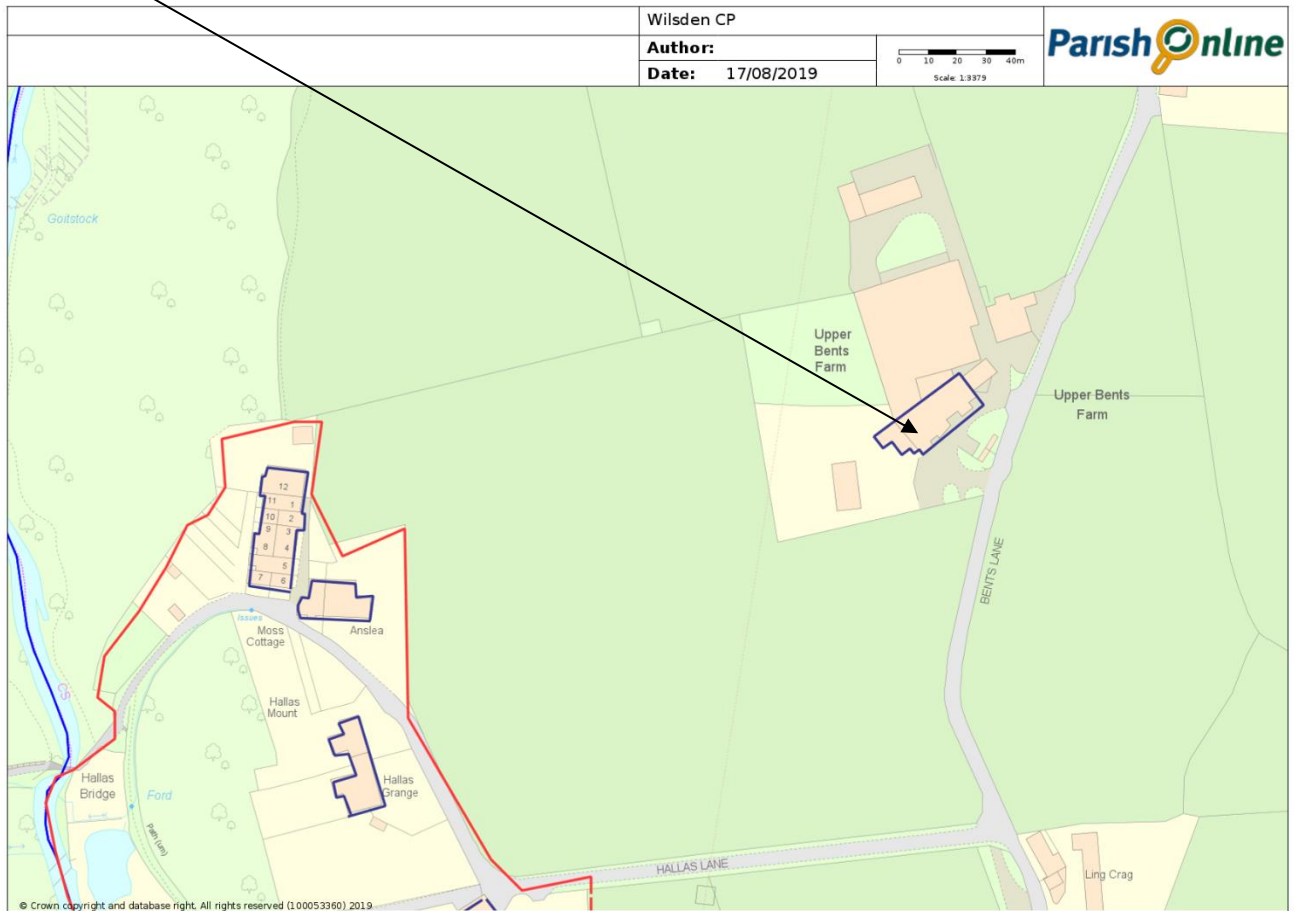 Wilsden CP
Author:
Date: 17/08/2019
0 10 20 30 40m
Scale: 1:3379
Parish Online
Goitstock
Upper
Bents
Farm
Upper Bents
Farm
12
11 1
10 2
9 3
8 4
5
7 6
Issues
Moss
Cottage
Anslea
BENTS LANE
CS
Hallas
Mount
Hallas
Bridge
Ford
Hallas
Grange
Path (um)
HALLAS LANE
Ling Crag
© Crown copyright and database right. All rights reserved (100053360) 2019